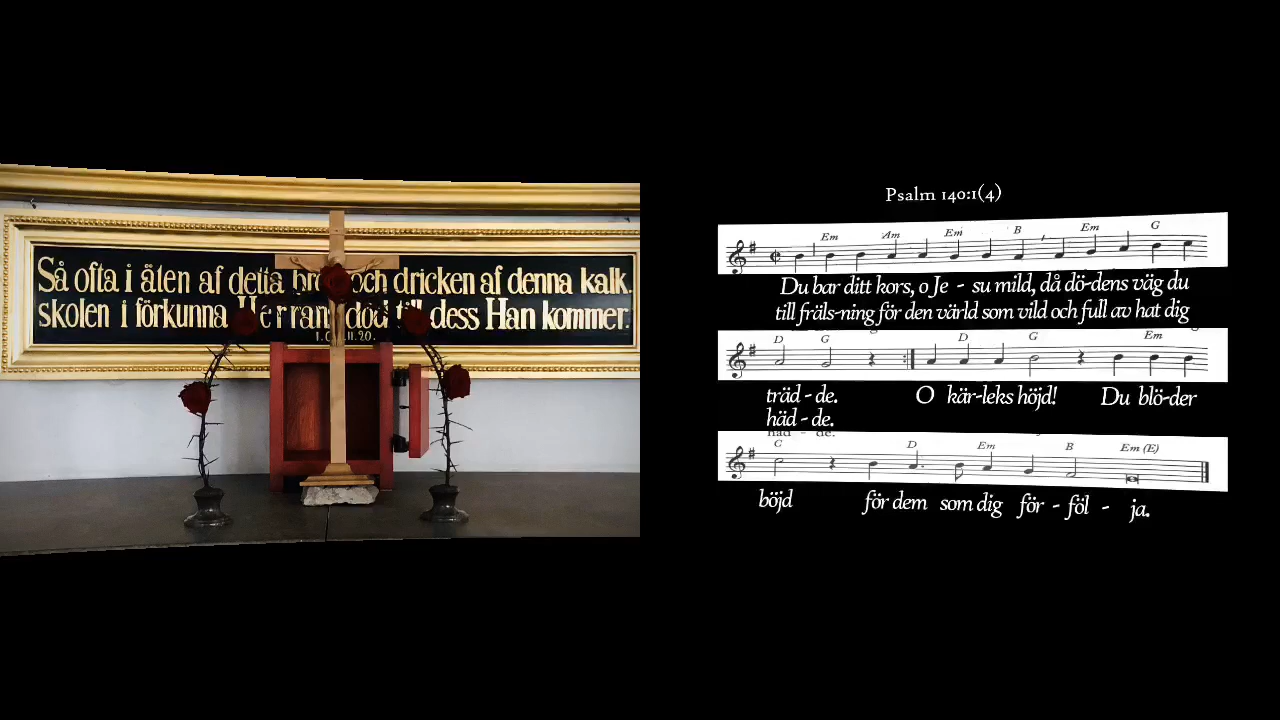 Så ofta i äten af detta bröd och dricken af denna kalk.
skolen i förkunna Herrans död till dess Han kommer.
Psalm 140:1(4)
Em Am Em B Em G
Du bar ditt kors, o Je - su mild, då dö-dens väg du
till fräls-ning för den värld som vild och full av hat dig
D G D G Em
träd - de. O kär-leks höjd! Du blö-der
häd - de.
C D Em B Em (E)
böjd för dem som dig för - föl - ja.